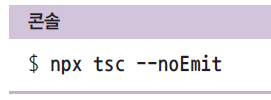 콘솔
$ npx tsc --noEmit